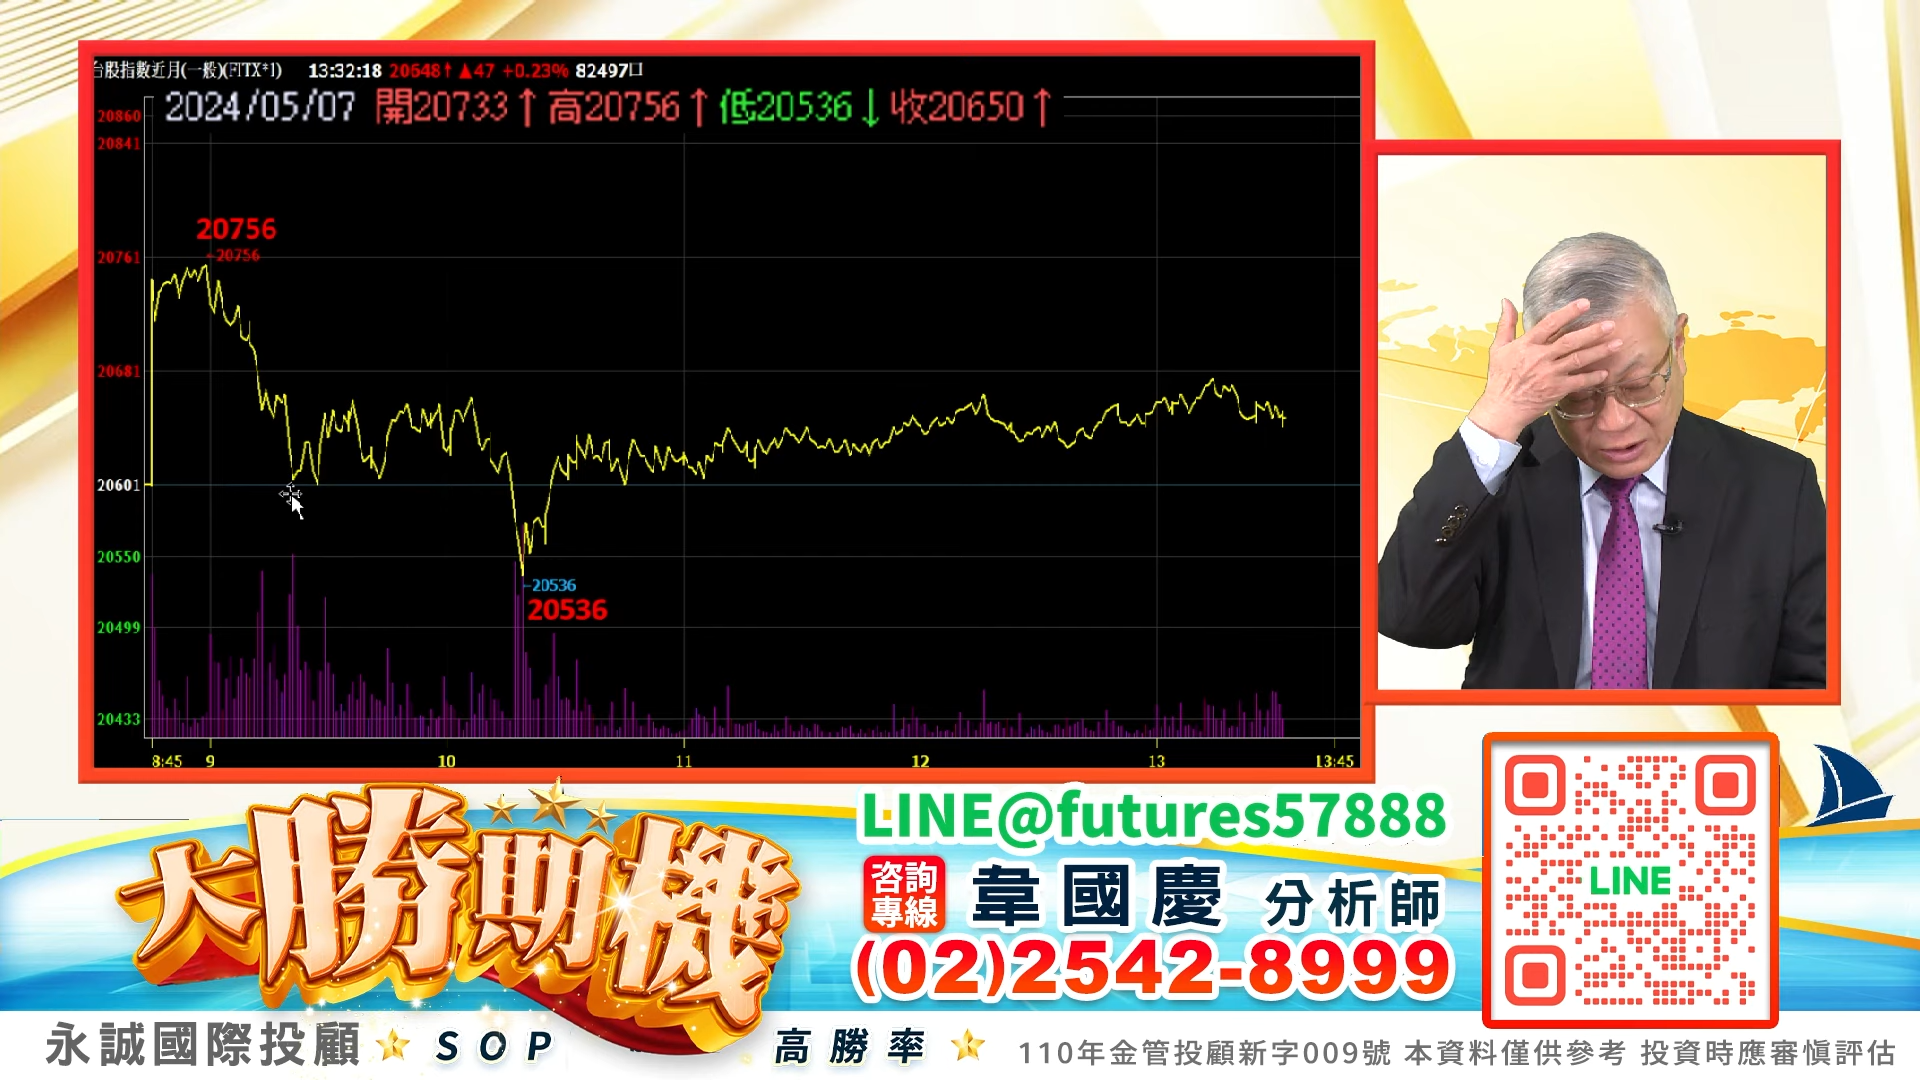 台股指數近月(一般)(FITX*1) 13:32:18 20648↑ ▲47 +0.23% 82497口
2024/05/07 開20733↑ 高20756↑ 低20536↓ 收20650↑
20860
20841
20756
←20756
20761
20681
20601
20550
←20536
20536
20499
20433
8:45 9 10 11 12 13 13:45
大勝期機
LINE@futures57888
咨詢專線 韋國慶 分析師
(02)2542-8999
LINE
永誠國際投顧 SOP 高勝率 110年金管投顧新字009號 本資料僅供參考 投資時應審慎評估